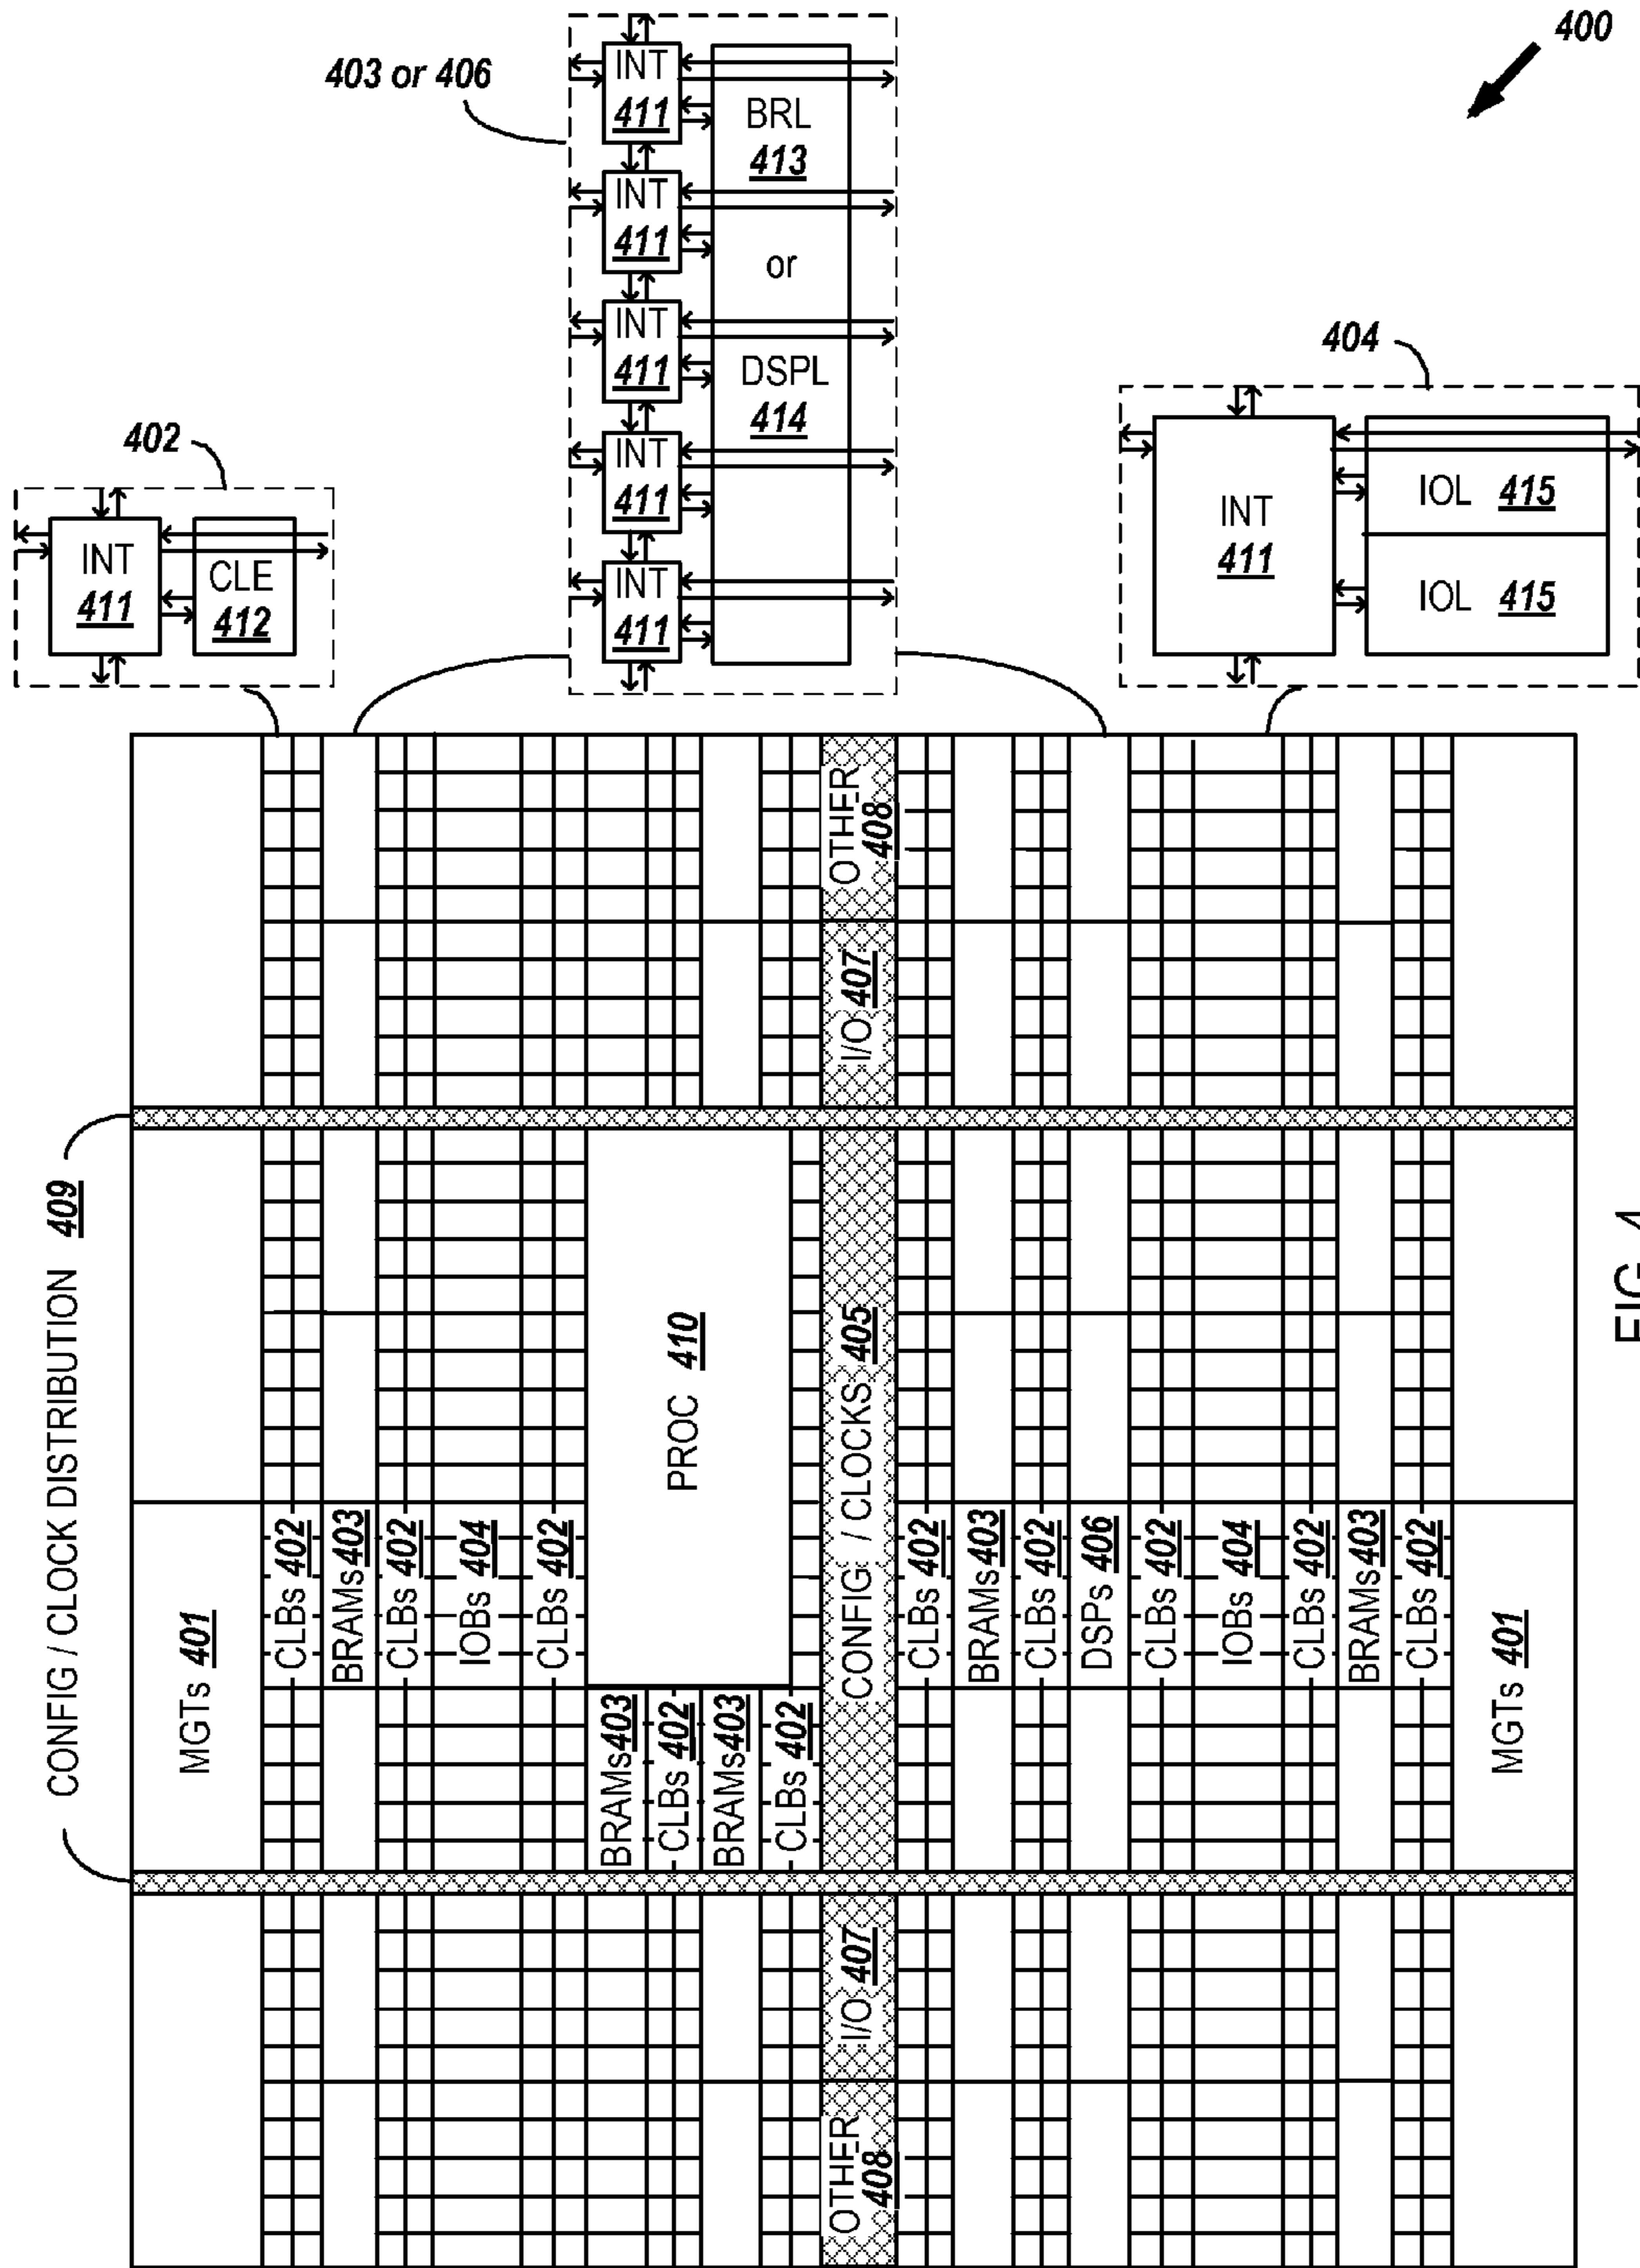 400
403 or 406
INT
411
INT
411
INT
411
INT
411
INT
411
BRL
413
or
DSPL
414
402
INT
411
CLE
412
404
INT
411
IOL 415
IOL 415
CONFIG / CLOCK DISTRIBUTION 409
MGTs 401
CLBs 402
BRAMs 403
CLBs 402
IOBs 404
CLBs 402
BRAMs 403
CLBs 402
BRAMs 403
CLBs 402
PROC 410
OTHER
408
I/O 407
CONFIG / CLOCKS 405
I/O 407
OTHER
408
CLBs 402
BRAMs 403
CLBs 402
DSPs 406
CLBs 402
IOBs 404
CLBs 402
BRAMs 403
CLBs 402
MGTs 401
FIG 4